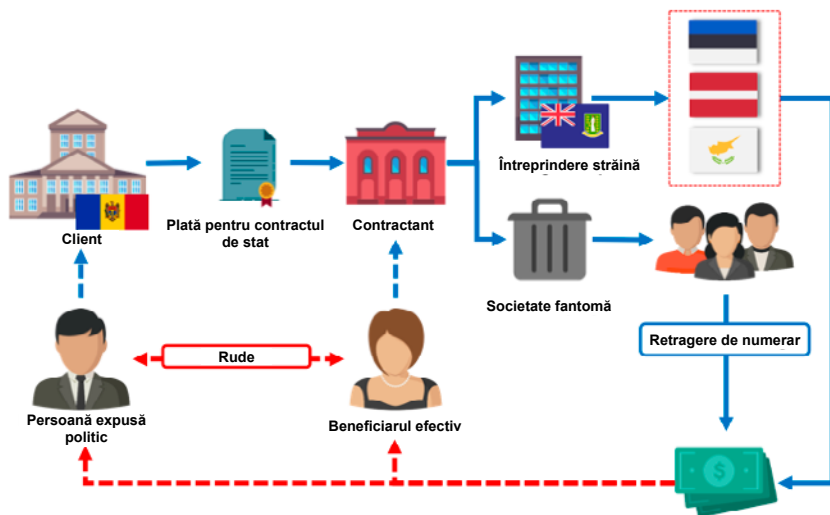 Întreprindere străină
Client
Plată pentru contractul
de stat
Contractant
Societate fantomă
Retragere de numerar
Rude
Persoană expusă
politic
Beneficiarul efectiv
$